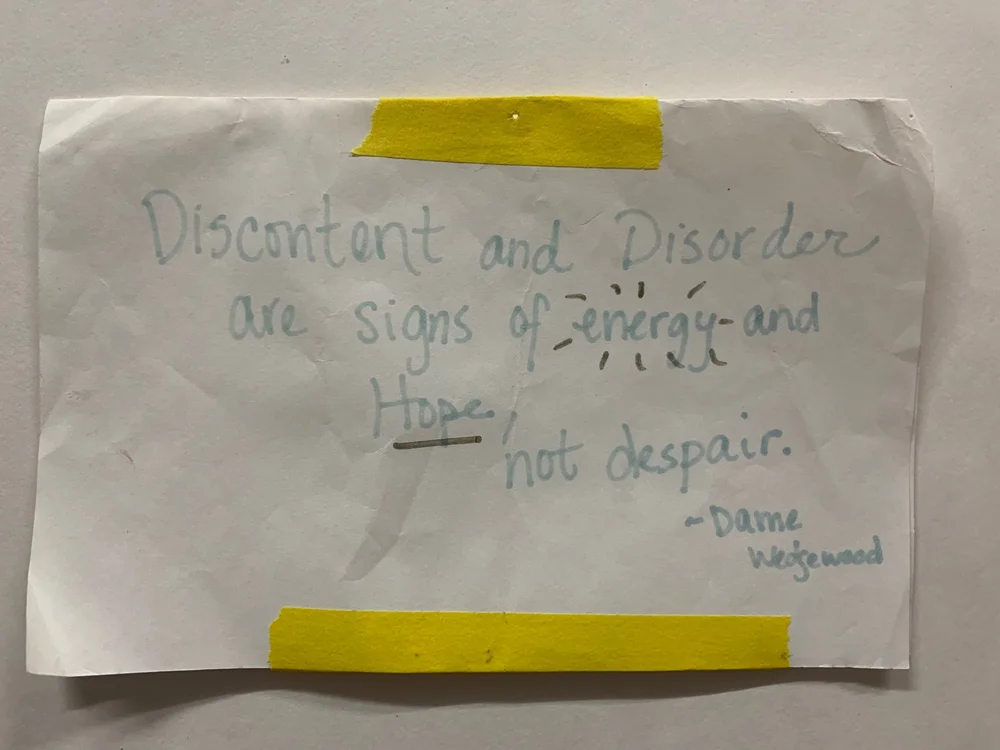 Discontent and Disorder
are signs of energy and
Hope,
not despair.
~Dame
Wedgewood